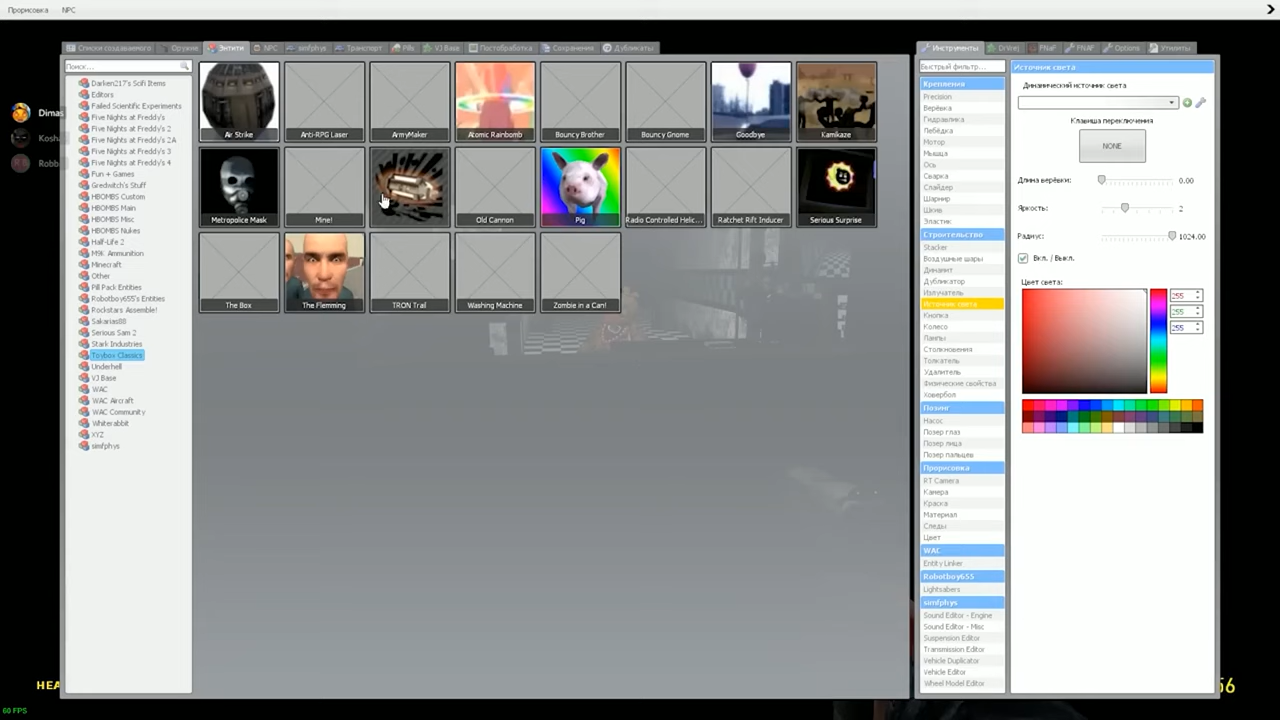 Прорисовка NPC
Списки создаваемого Оружие Энтити NPC simfphys Транспорт Pills VJ Base Постобработка Сохранения Дубликаты
Поиск...
Darken217's Scifi Items
Editors
Failed Scientific Experiments
Five Nights at Freddy's
Five Nights at Freddy's 2
Five Nights at Freddy's 2A
Five Nights at Freddy's 3
Five Nights at Freddy's 4
Fun + Games
Gredwitch's Stuff
HBOMBS Custom
HBOMBS Main
HBOMBS Misc
HBOMBS Nukes
Half-Life 2
M9K Ammunition
Minecraft
Other
Pill Pack Entities
Robotboy655's Entities
Rockstars Assemble!
Sakarias88
Serious Sam 2
Stark Industries
Toybox Classics
Underhell
VJ Base
WAC
WAC Aircraft
WAC Community
Whiterabbit
XYZ
simfphys
Dimas
Kosha
Robb
Air Strike Anti-RPG Laser ArmyMaker Atomic Rainbomb Bouncy Brother Bouncy Gnome Goodbye Kamikaze
Metropolice Mask Mine! Old Cannon Pig Radio Controlled Helic... Ratchet Rift Inducer Serious Surprise
The Box The Flemming TRON Trail Washing Machine Zombie in a Can!
Инструменты DrVrej FNaF FNAF Options Утилиты
Быстрый фильтр...
Крепления
Precision
Верёвка
Гидравлика
Лебёдка
Мотор
Мышца
Ось
Сварка
Слайдер
Шарнир
Шкив
Эластик
Строительство
Stacker
Воздушные шары
Динамит
Дубликатор
Излучатель
Источник света
Кнопка
Колесо
Лампы
Столкновения
Толкатель
Удалитель
Физические свойства
Ховербол
Позинг
Насос
Позер глаз
Позер лица
Позер пальцев
Прорисовка
RT Camera
Камера
Краска
Материал
Следы
Цвет
WAC
Entity Linker
Robotboy655
Lightsabers
simfphys
Sound Editor - Engine
Sound Editor - Misc
Suspension Editor
Transmission Editor
Vehicle Duplicator
Vehicle Editor
Wheel Model Editor
Источник света
Динамический источник света
Клавиша переключения
NONE
Длина верёвки: 0.00
Яркость: 2
Радиус: 1024.00
Вкл. / Выкл.
Цвет света:
255
255
255
HEA
56
60 FPS